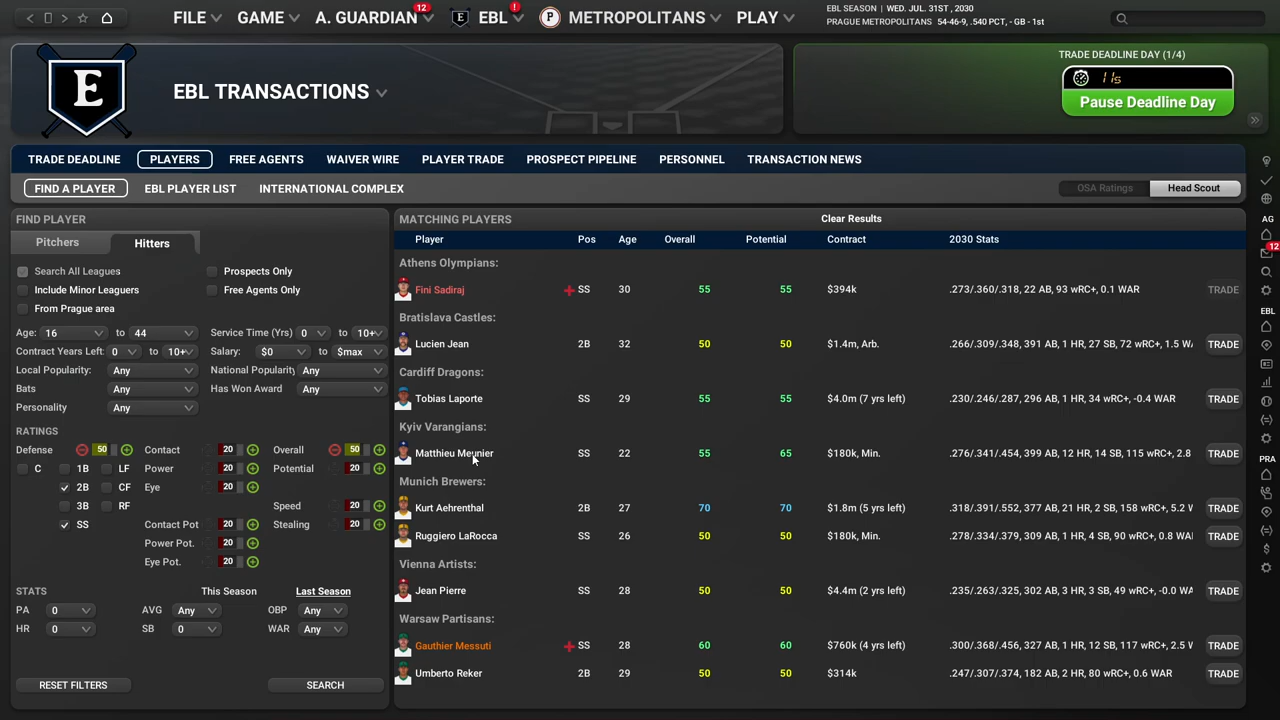 FILE GAME A. GUARDIAN 12 EBL ! P METROPOLITANS PLAY
EBL SEASON | WED. JUL. 31ST , 2030
PRAGUE METROPOLITANS 54-46-9, .540 PCT, - GB - 1st
E
EBL TRANSACTIONS
TRADE DEADLINE DAY (1/4)
11s
Pause Deadline Day
TRADE DEADLINE PLAYERS FREE AGENTS WAIVER WIRE PLAYER TRADE PROSPECT PIPELINE PERSONNEL TRANSACTION NEWS
FIND A PLAYER EBL PLAYER LIST INTERNATIONAL COMPLEX OSA Ratings Head Scout
FIND PLAYER
Pitchers Hitters
Search All Leagues Prospects Only
Include Minor Leaguers Free Agents Only
From Prague area
Age: 16 to 44 Service Time (Yrs) 0 to 10+
Contract Years Left: 0 to 10+ Salary: $0 to $max
Local Popularity: Any National Popularity Any
Bats Any Has Won Award Any
Personality Any
RATINGS
Defense 50 Contact 20 Overall 50
C 1B LF Power 20 Potential 20
2B CF Eye 20
3B RF Speed 20
SS Contact Pot 20 Stealing 20
Power Pot. 20
Eye Pot. 20
STATS This Season Last Season
PA 0 AVG Any OBP Any
HR 0 SB 0 WAR Any
RESET FILTERS SEARCH
MATCHING PLAYERS Clear Results
Player Pos Age Overall Potential Contract 2030 Stats
Athens Olympians:
Fini Sadiraj SS 30 55 55 $394k .273/.360/.318, 22 AB, 93 wRC+, 0.1 WAR TRADE
Bratislava Castles:
Lucien Jean 2B 32 50 50 $1.4m, Arb. .266/.309/.348, 391 AB, 1 HR, 27 SB, 72 wRC+, 1.5 W TRADE
Cardiff Dragons:
Tobias Laporte SS 29 55 55 $4.0m (7 yrs left) .230/.246/.287, 296 AB, 1 HR, 34 wRC+, -0.4 WAR TRADE
Kyiv Varangians:
Matthieu Meunier SS 22 55 65 $180k, Min. .276/.341/.454, 399 AB, 12 HR, 14 SB, 115 wRC+, 2.8 TRADE
Munich Brewers:
Kurt Aehrenthal 2B 27 70 70 $1.8m (5 yrs left) .318/.391/.552, 377 AB, 21 HR, 2 SB, 158 wRC+, 5.2 TRADE
Ruggiero LaRocca SS 26 50 50 $180k, Min. .278/.334/.379, 309 AB, 1 HR, 4 SB, 90 wRC+, 0.8 WA TRADE
Vienna Artists:
Jean Pierre SS 28 50 50 $4.4m (2 yrs left) .235/.263/.325, 302 AB, 3 HR, 3 SB, 49 wRC+, -0.0 WA TRADE
Warsaw Partisans:
Gauthier Messuti SS 28 60 60 $760k (4 yrs left) .300/.368/.456, 327 AB, 1 HR, 12 SB, 117 wRC+, 2.5 TRADE
Umberto Reker 2B 29 50 50 $314k .247/.307/.374, 182 AB, 2 HR, 80 wRC+, 0.6 WAR TRADE
AG
12
EBL
PRA